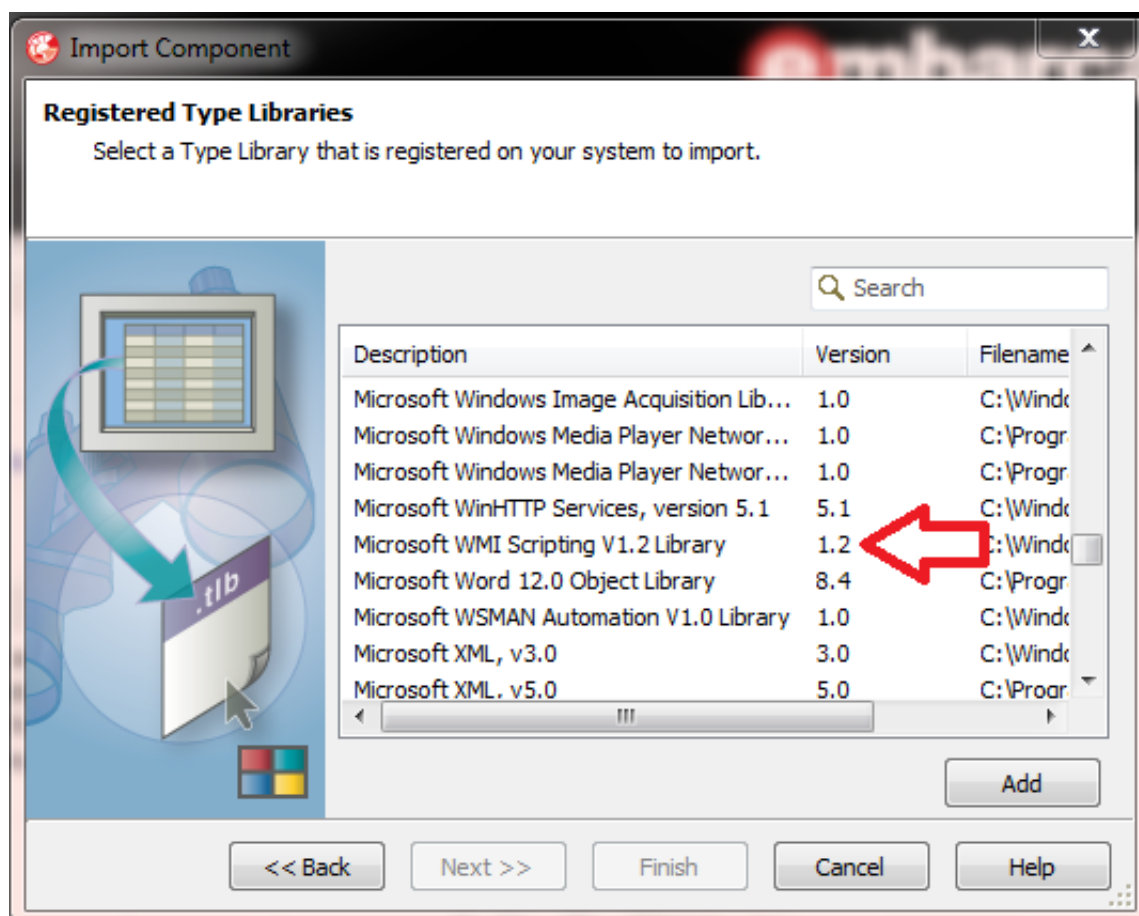 Import Component
Registered Type Libraries
Select a Type Library that is registered on your system to import.
Search
Description Version Filename
Microsoft Windows Image Acquisition Lib... 1.0 C:\Windo
Microsoft Windows Media Player Networ... 1.0 C:\Progr
Microsoft Windows Media Player Networ... 1.0 C:\Progr
Microsoft WinHTTP Services, version 5.1 5.1 C:\Windo
Microsoft WMI Scripting V1.2 Library 1.2 C:\Windo
Microsoft Word 12.0 Object Library 8.4 C:\Progr
Microsoft WSMAN Automation V1.0 Library 1.0 C:\Windo
Microsoft XML, v3.0 3.0 C:\Windo
Microsoft XML, v5.0 5.0 C:\Progr
.tlb
Add
<< Back Next >> Finish Cancel Help